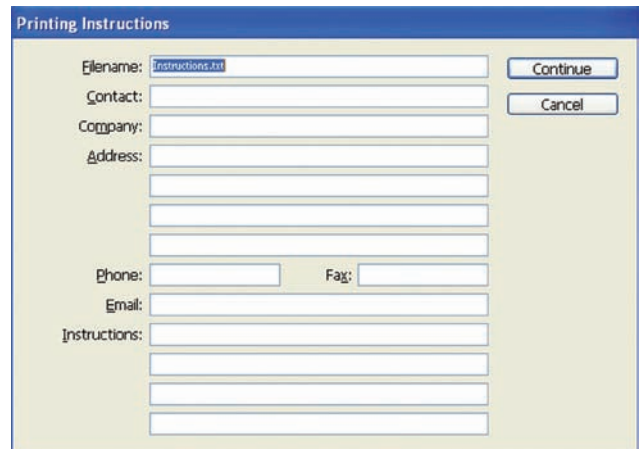 Printing Instructions
Filename: Instructions.txt
Continue
Contact:
Cancel
Company:
Address:
Phone: Fax:
Email:
Instructions: